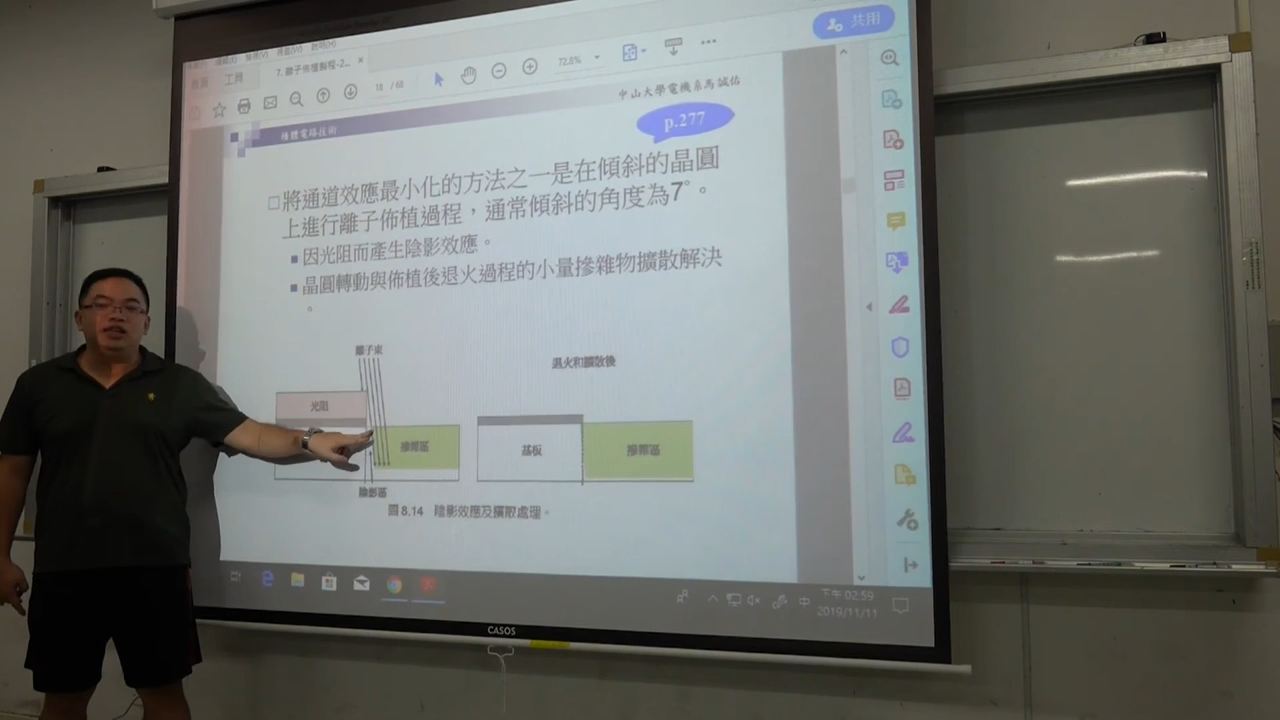 共用
工具
7. 離子佈植製程-2...
18 / 68
72.8%
中山大學電機系馬誠佑
積體電路技術
p.277
將通道效應最小化的方法之一是在傾斜的晶圓
上進行離子佈植過程，通常傾斜的角度為7°。
因光阻而產生陰影效應。
晶圓轉動與佈植後退火過程的小量摻雜物擴散解決
。
離子束
退火和擴散後
光阻
摻雜區
基板
摻雜區
陰影區
圖8.14 陰影效應及擴散處理。
中
下午 02:59
2019/11/11
CASOS